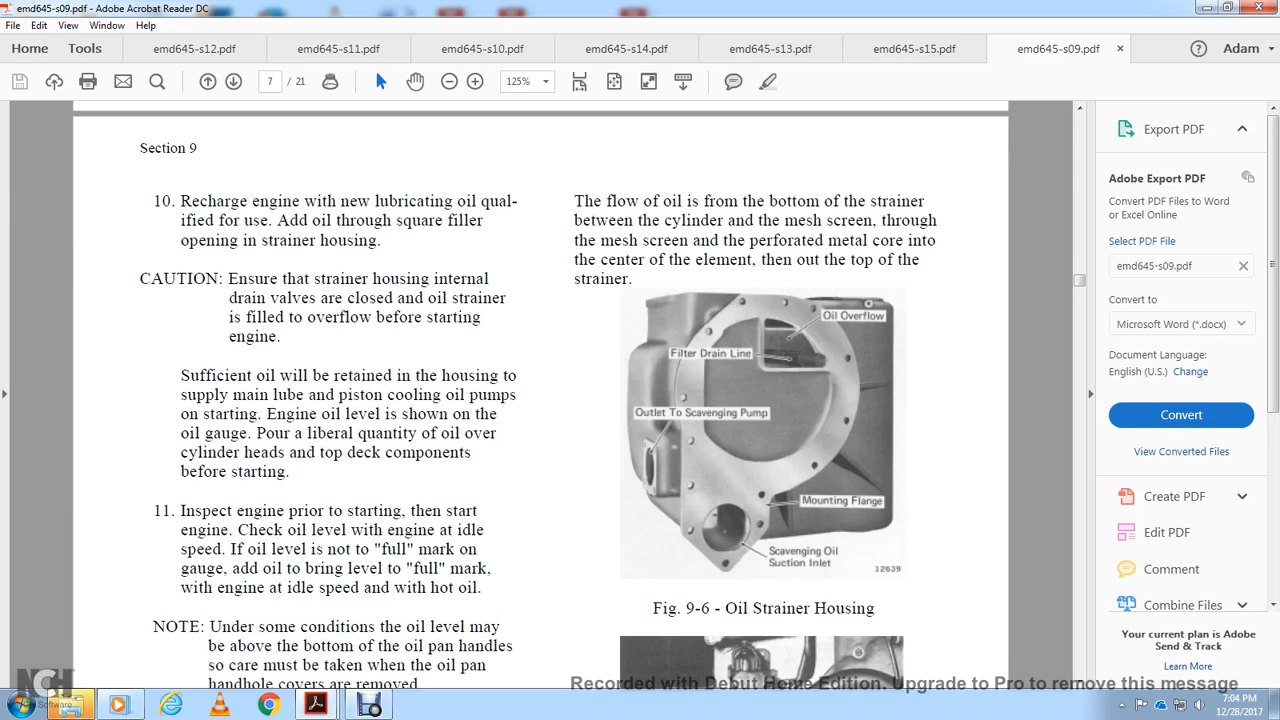 emd645-s09.pdf - Adobe Acrobat Reader DC
File Edit View Window Help
Home Tools emd645-s12.pdf emd645-s11.pdf emd645-s10.pdf emd645-s14.pdf emd645-s13.pdf emd645-s15.pdf emd645-s09.pdf × Adam
7 / 21 125%
Section 9
10. Recharge engine with new lubricating oil qual-
ified for use. Add oil through square filler
opening in strainer housing.
CAUTION: Ensure that strainer housing internal
drain valves are closed and oil strainer
is filled to overflow before starting
engine.
Sufficient oil will be retained in the housing to
supply main lube and piston cooling oil pumps
on starting. Engine oil level is shown on the
oil gauge. Pour a liberal quantity of oil over
cylinder heads and top deck components
before starting.
11. Inspect engine prior to starting, then start
engine. Check oil level with engine at idle
speed. If oil level is not to "full" mark on
gauge, add oil to bring level to "full" mark,
with engine at idle speed and with hot oil.
NOTE: Under some conditions the oil level may
be above the bottom of the oil pan handles
so care must be taken when the oil pan
handhole covers are removed
The flow of oil is from the bottom of the strainer
between the cylinder and the mesh screen, through
the mesh screen and the perforated metal core into
the center of the element, then out the top of the
strainer.
Oil Overflow
Filter Drain Line
Outlet To Scavenging Pump
Mounting Flange
Scavenging Oil
Suction Inlet
12639
Fig. 9-6 - Oil Strainer Housing
Export PDF
Adobe Export PDF
Convert PDF Files to Word
or Excel Online
Select PDF File
emd645-s09.pdf
Convert to
Microsoft Word (*.docx)
Document Language:
English (U.S.) Change
Convert
View Converted Files
Create PDF
Edit PDF
Comment
Combine Files
Your current plan is Adobe
Send & Track
Learn More
NCH
Software
Recorded with Debut Home Edition. Upgrade to Pro to remove this message
7:04 PM
12/28/2017